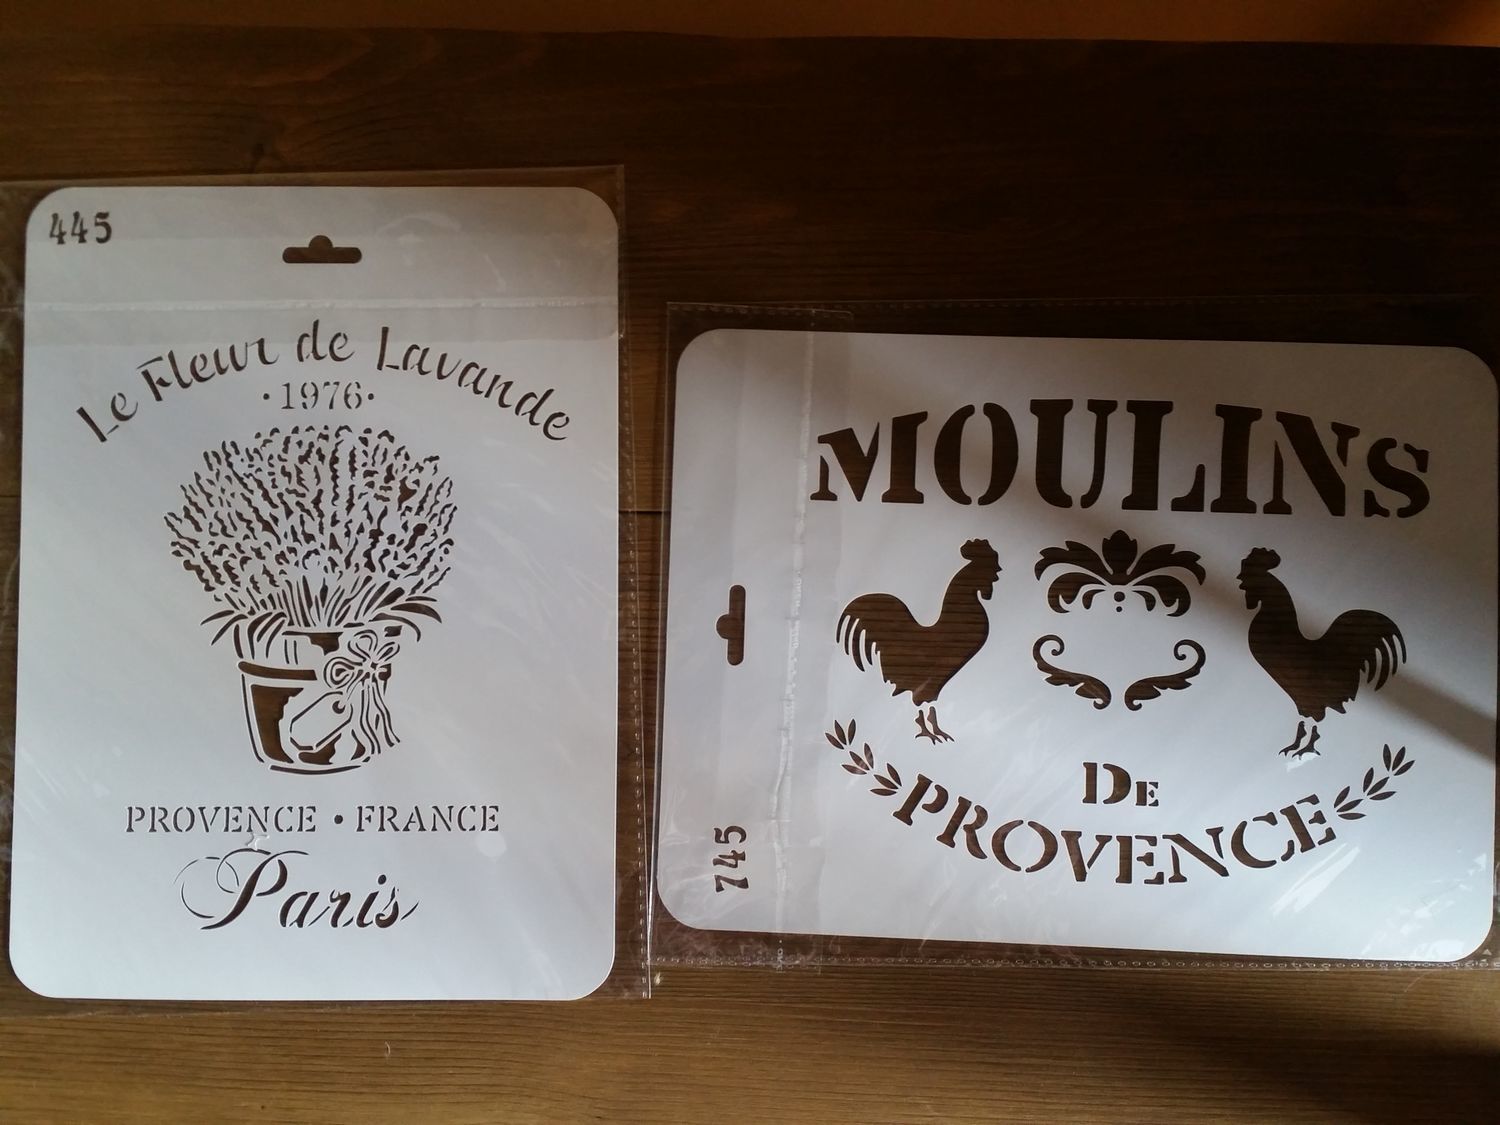 445
Le Fleur de Lavande
·1976·
PROVENCE • FRANCE
Paris
MOULINS
DE
PROVENCE
745